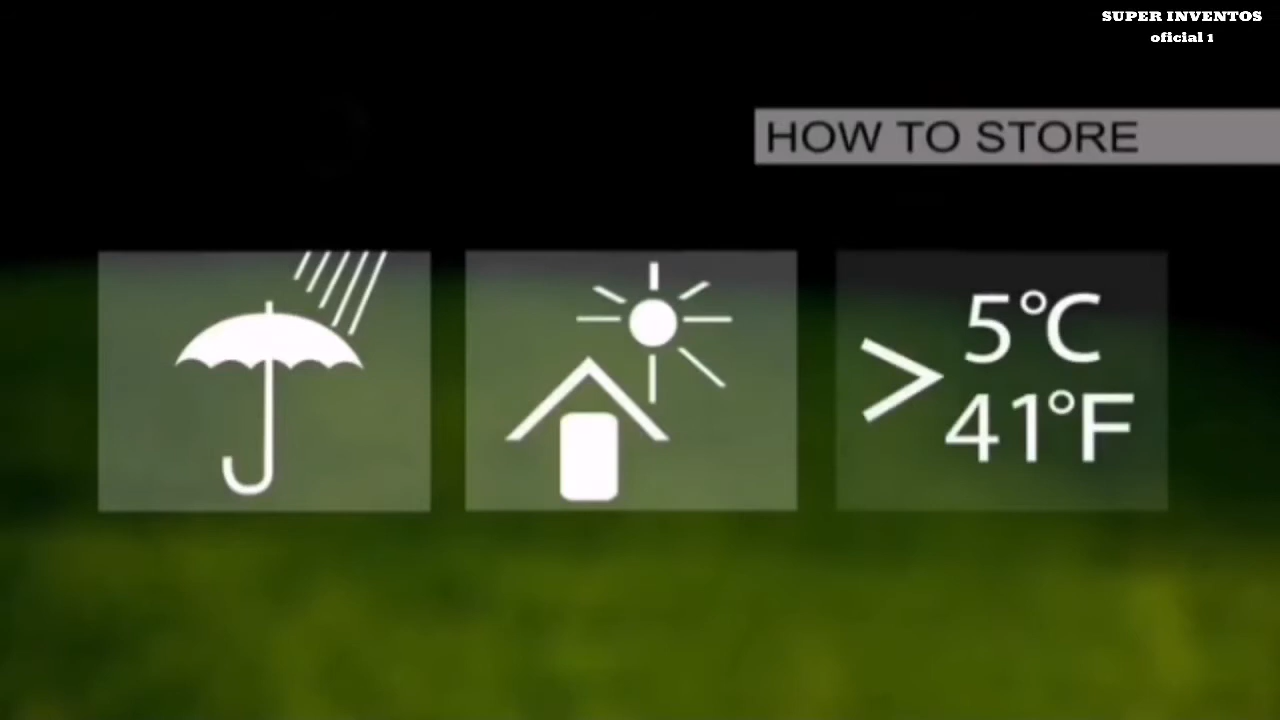 SUPER INVENTOS
oficial 1
HOW TO STORE
> 5°C
41°F